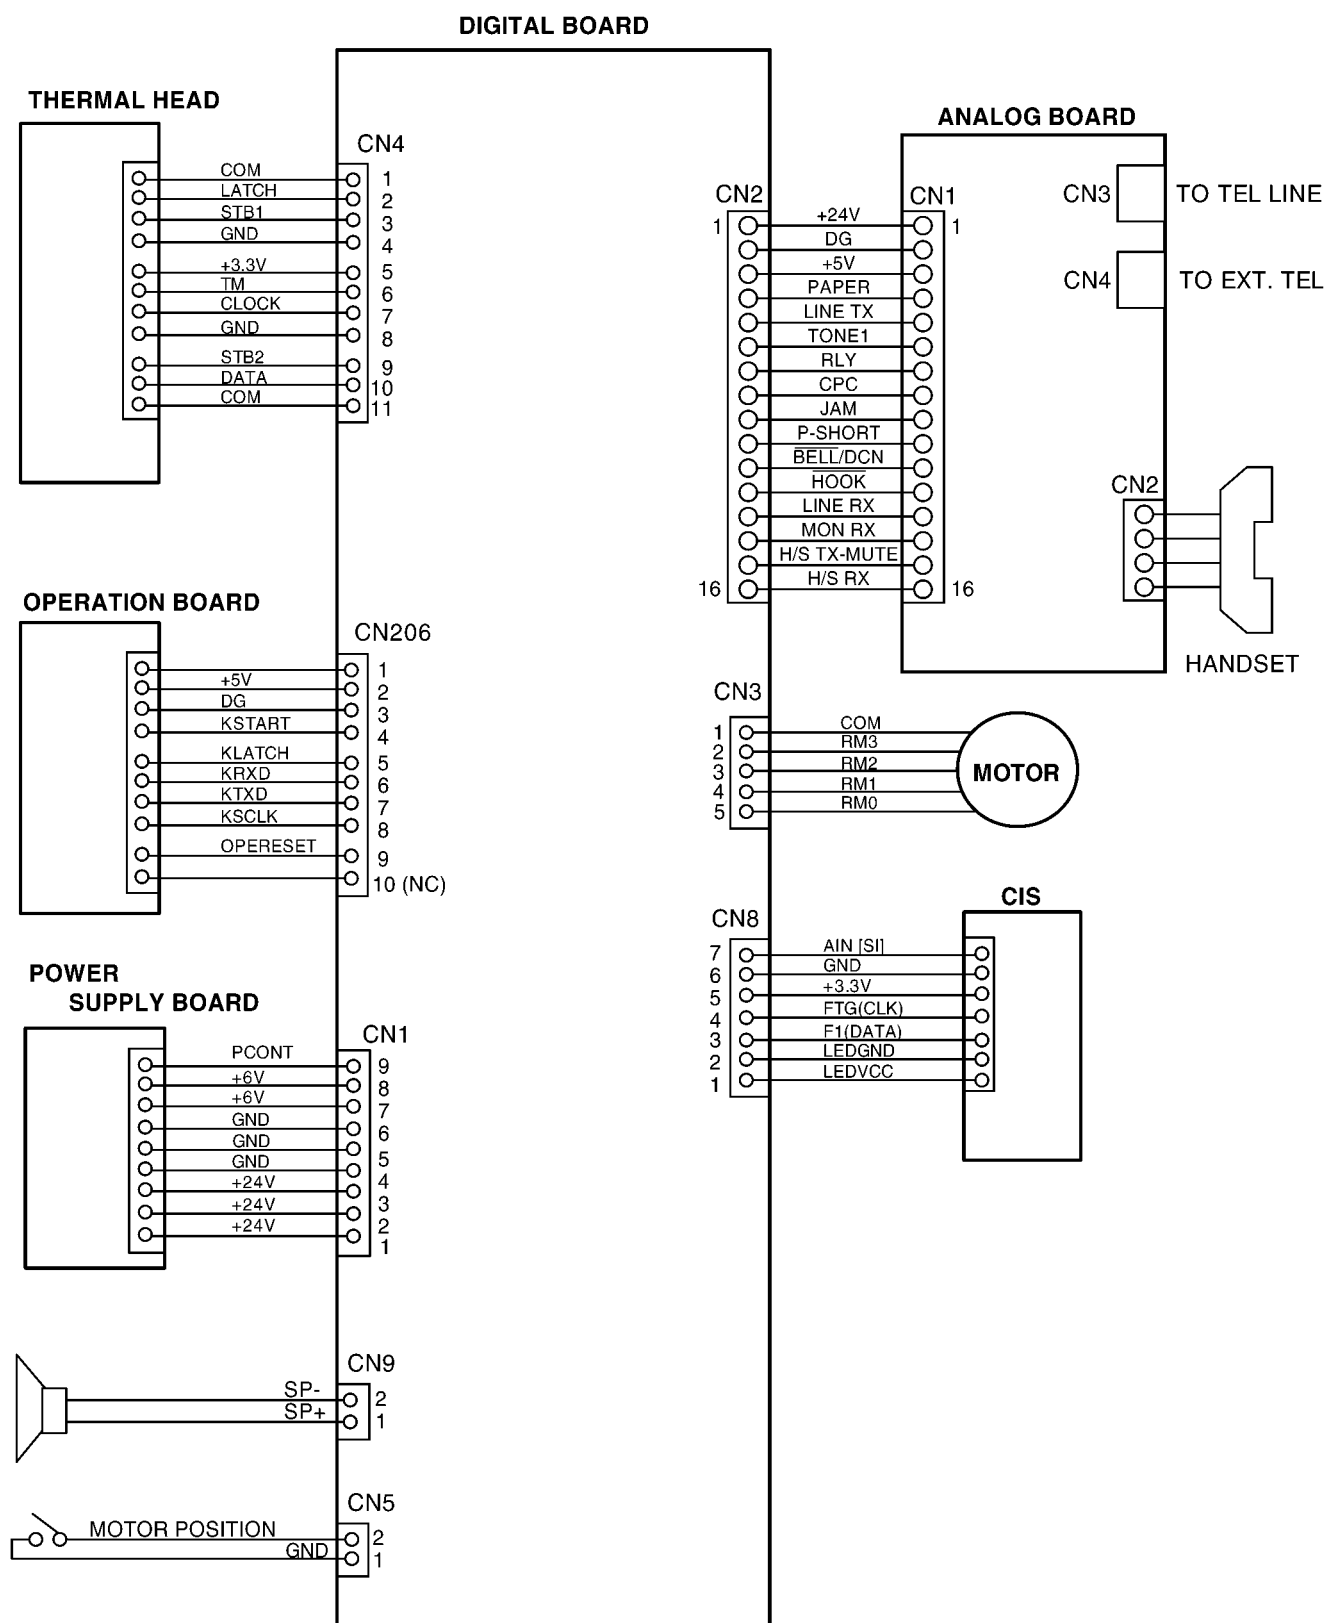 DIGITAL BOARD
THERMAL HEAD
CN4
COM 1
LATCH 2
STB1 3
GND 4
+3.3V 5
TM 6
CLOCK 7
GND 8
STB2 9
DATA 10
COM 11
OPERATION BOARD
CN206
1
+5V 2
DG 3
KSTART 4
KLATCH 5
KRXD 6
KTXD 7
KSCLK 8
OPERESET 9
10 (NC)
POWER
SUPPLY BOARD
CN1
PCONT 9
+6V 8
+6V 7
GND 6
GND 5
GND 4
+24V 3
+24V 2
+24V 1
CN9
SP- 2
SP+ 1
CN5
MOTOR POSITION 2
GND 1
ANALOG BOARD
CN2 CN1
1 +24V 1
DG
+5V
PAPER
LINE TX
TONE1
RLY
CPC
JAM
P-SHORT
BELL/DCN
HOOK
LINE RX
MON RX
H/S TX-MUTE
16 H/S RX 16
CN3 TO TEL LINE
CN4 TO EXT. TEL
CN2
HANDSET
CN3
1 COM
2 RM3
3 RM2
4 RM1
5 RM0
MOTOR
CIS
CN8
7 AIN [SI]
6 GND
5 +3.3V
4 FTG(CLK)
3 F1(DATA)
2 LEDGND
1 LEDVCC